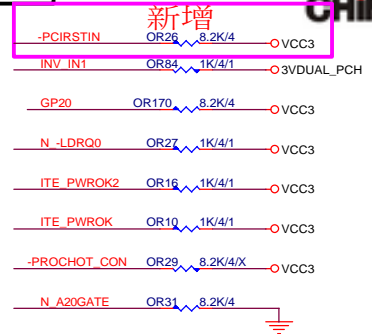 新增
CHI
-PCIRSTIN OR26 8.2K/4 VCC3
INV_IN1 OR84 1K/4/1 3VDUAL_PCH
GP20 OR170 8.2K/4 VCC3
N_-LDRQ0 OR27 1K/4/1 VCC3
ITE_PWROK2 OR16 1K/4/1 VCC3
ITE_PWROK OR10 1K/4/1 VCC3
-PROCHOT_CON OR29 8.2K/4/X VCC3
N_A20GATE OR31 8.2K/4